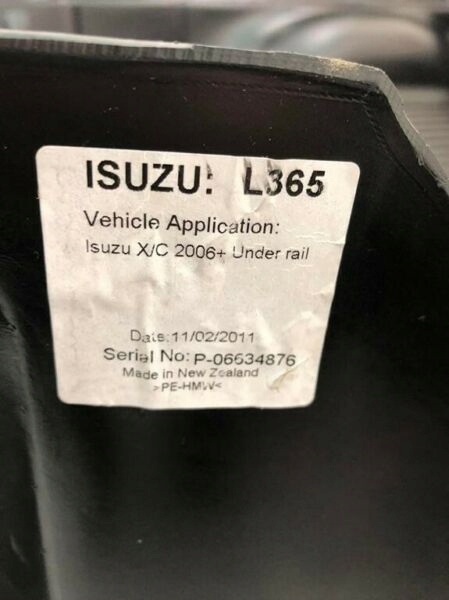 ISUZU: L365
Vehicle Application:
Isuzu X/C 2006+ Under rail
Date:11/02/2011
Serial No: P-06634876
Made in New Zealand
>PE-HMW<